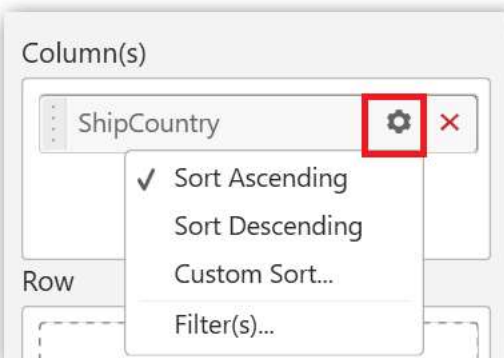 Column(s)
ShipCountry
Sort Ascending
Sort Descending
Custom Sort...
Row
Filter(s)...